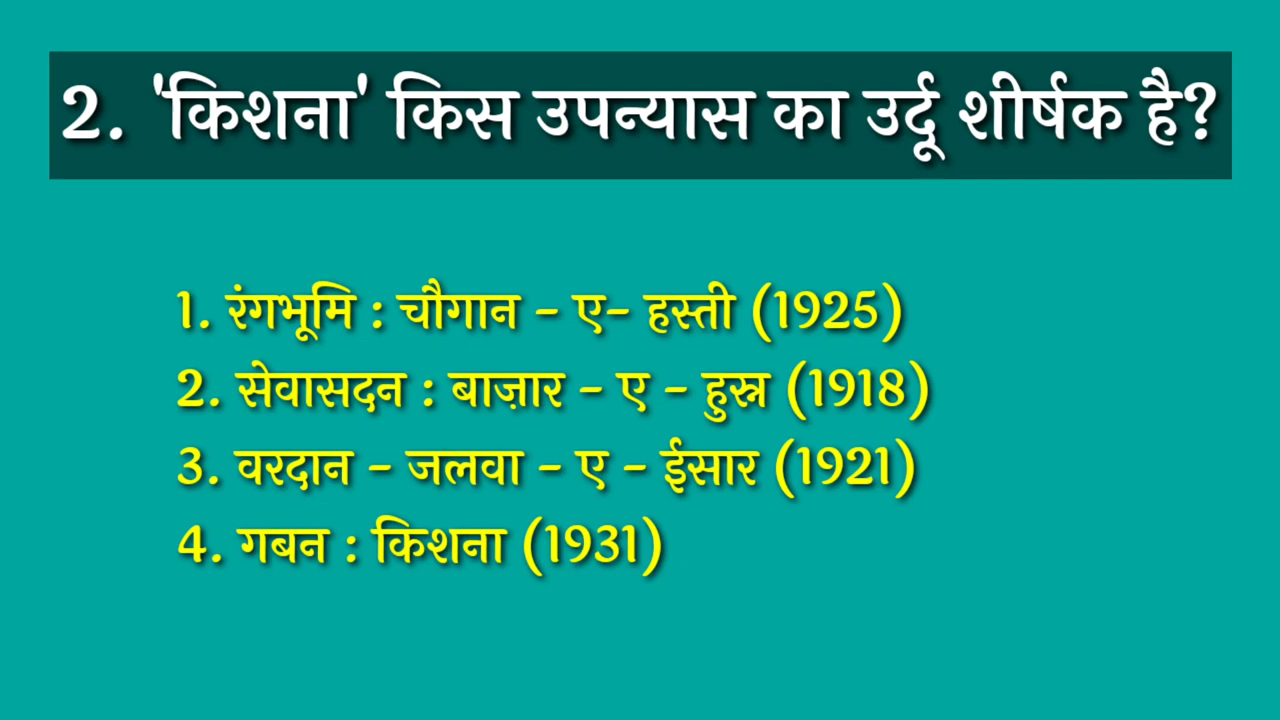 2. 'किशना' किस उपन्यास का उर्दू शीर्षक है?
1. रंगभूमि : चौगान - ए- हस्ती (1925)
2. सेवासदन : बाज़ार - ए - हुस्न (1918)
3. वरदान - जलवा - ए - ईसार (1921)
4. गबन : किशना (1931)